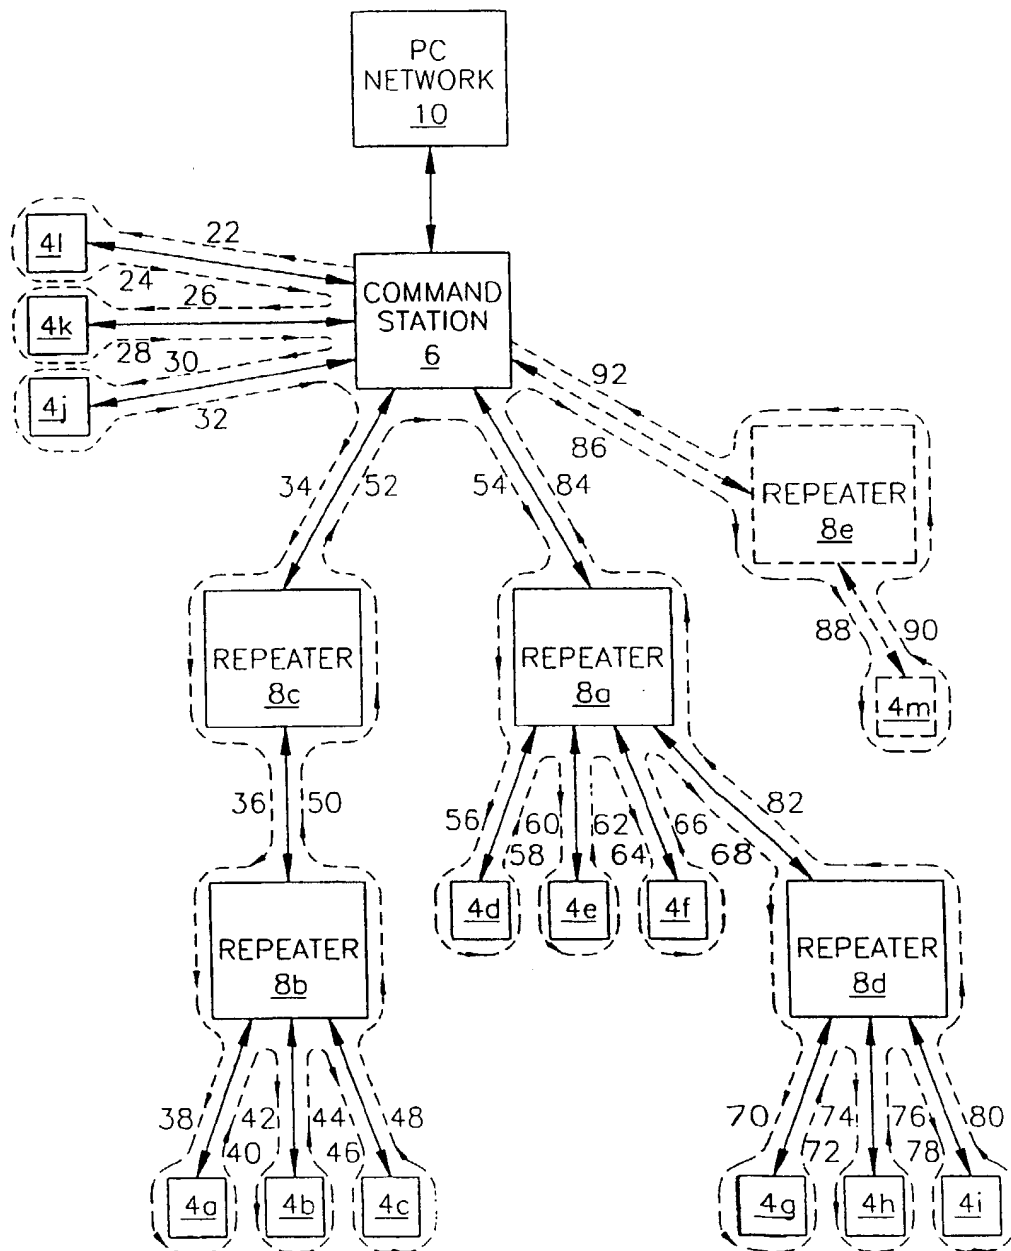 PC
NETWORK
10
4l
22
24
26
4k
28
30
4j
32
COMMAND
STATION
6
92
86
34
52
54
84
REPEATER
8e
88
90
4m
REPEATER
8c
REPEATER
8a
36
50
56
58
60
62
64
66
68
82
4d
4e
4f
REPEATER
8b
REPEATER
8d
38
40
42
44
46
48
70
72
74
76
78
80
4a
4b
4c
4g
4h
4i